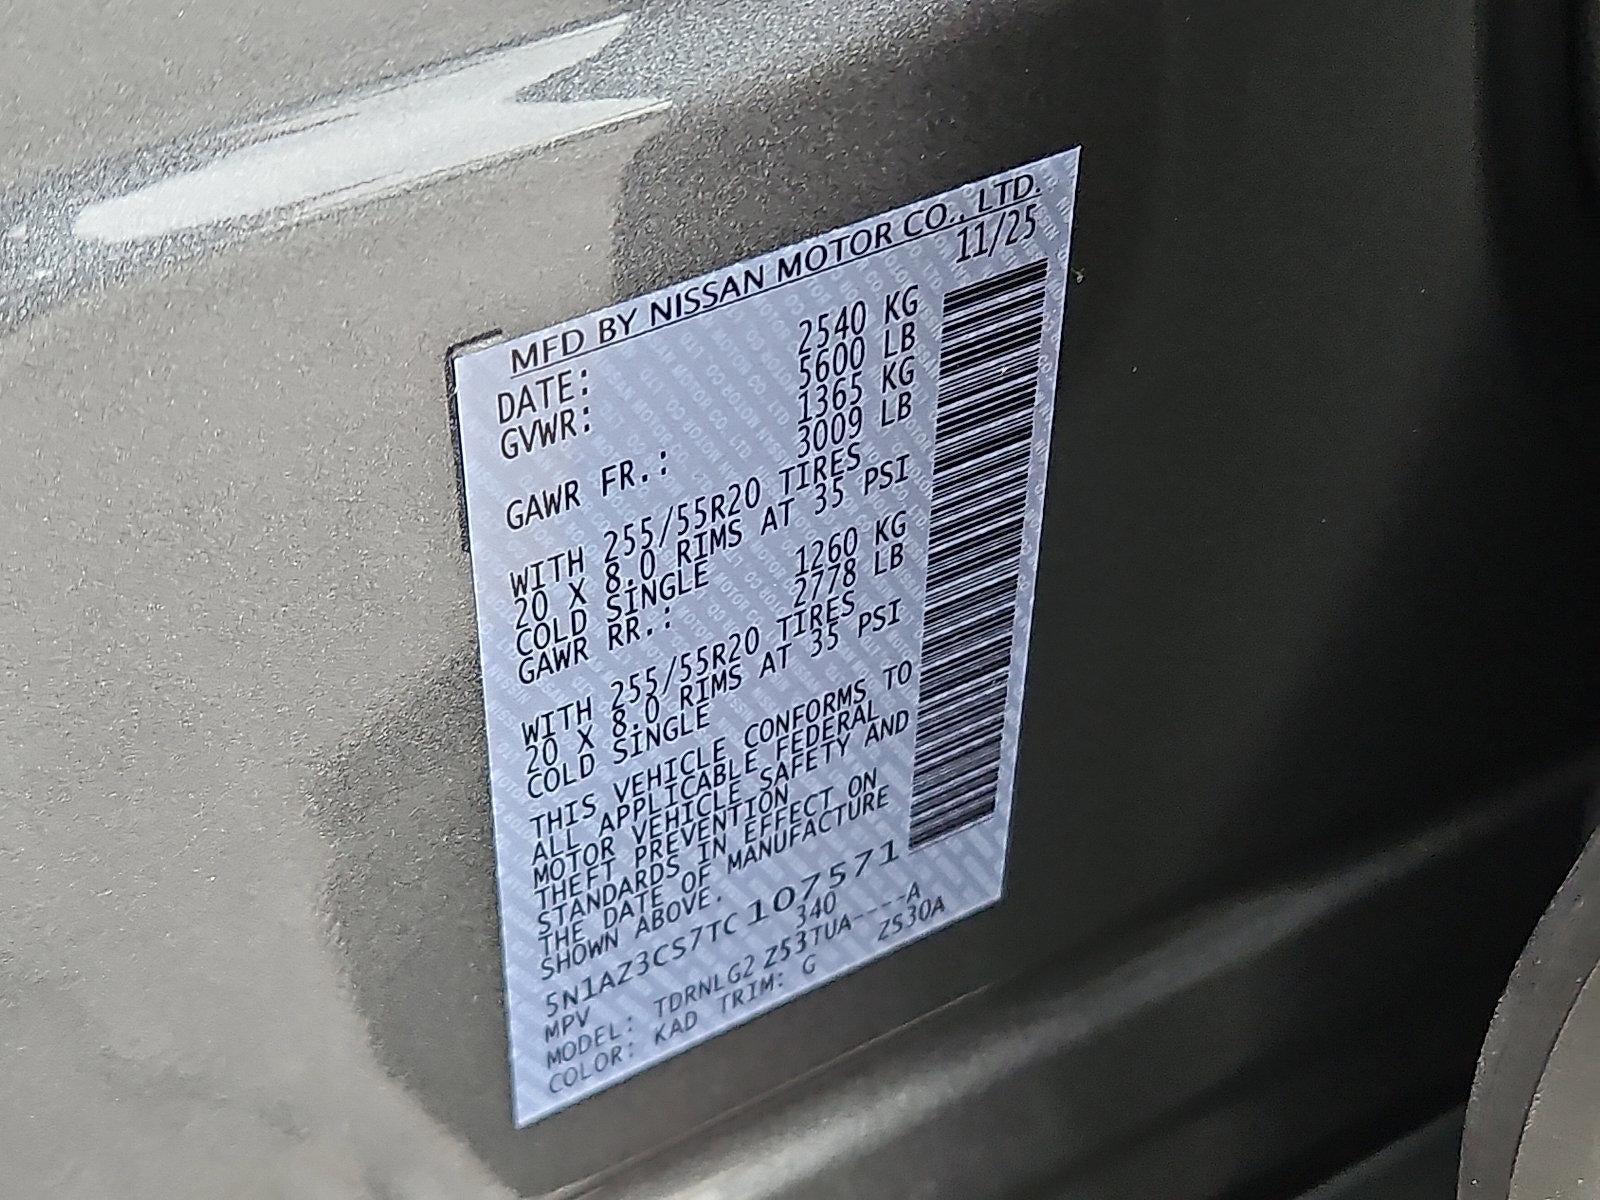 MFD BY NISSAN MOTOR CO., LTD.
DATE: 11/25
GVWR: 2540 KG
5600 LB
GAWR FR.: 1365 KG
3009 LB
WITH 255/55R20 TIRES
20 X 8.0 RIMS AT 35 PSI
COLD SINGLE
GAWR RR.: 1260 KG
2778 LB
WITH 255/55R20 TIRES
20 X 8.0 RIMS AT 35 PSI
COLD SINGLE
THIS VEHICLE CONFORMS TO
ALL APPLICABLE FEDERAL
MOTOR VEHICLE SAFETY AND
THEFT PREVENTION
STANDARDS IN EFFECT ON
THE DATE OF MANUFACTURE
SHOWN ABOVE.
5N1AZ3CS7TC107571
MPV 340
MODEL: TDRNLG2 Z53TUA----A
COLOR: KAD TRIM: G ZS30A